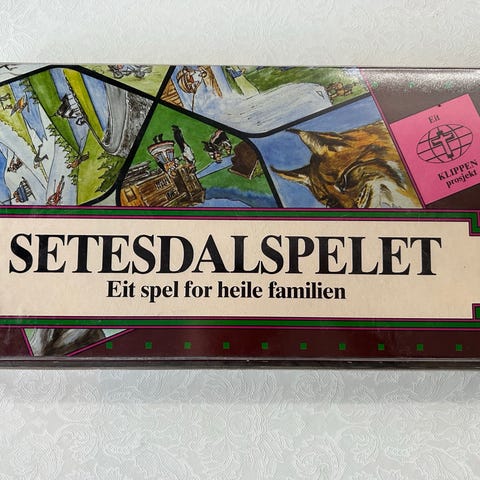 Eit
KLIPPEN
prosjekt
SETESDALSPELET
Eit spel for heile familien